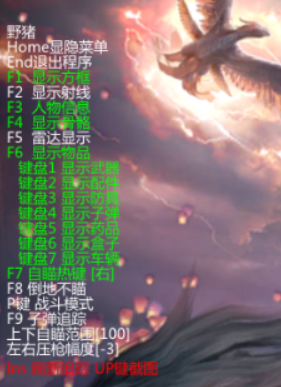 野猪
Home显隐菜单
End退出程序
F1 显示方框
F2 显示射线
F3 人物信息
F4 显示骨骼
F5 雷达显示
F6 显示物品
键盘1 显示武器
键盘2 显示配件
键盘3 显示防具
键盘4 显示子弹
键盘5 显示药品
键盘6 显示盒子
键盘7 显示车辆
F7 自瞄热键 [右]
F8 倒地不瞄
P键 战斗模式
F9 子弹追踪
上下自瞄范围[100]
左右压枪幅度[-3]
UP键截图